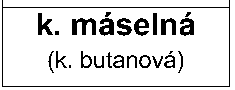 k. máselná
(k. butanová)